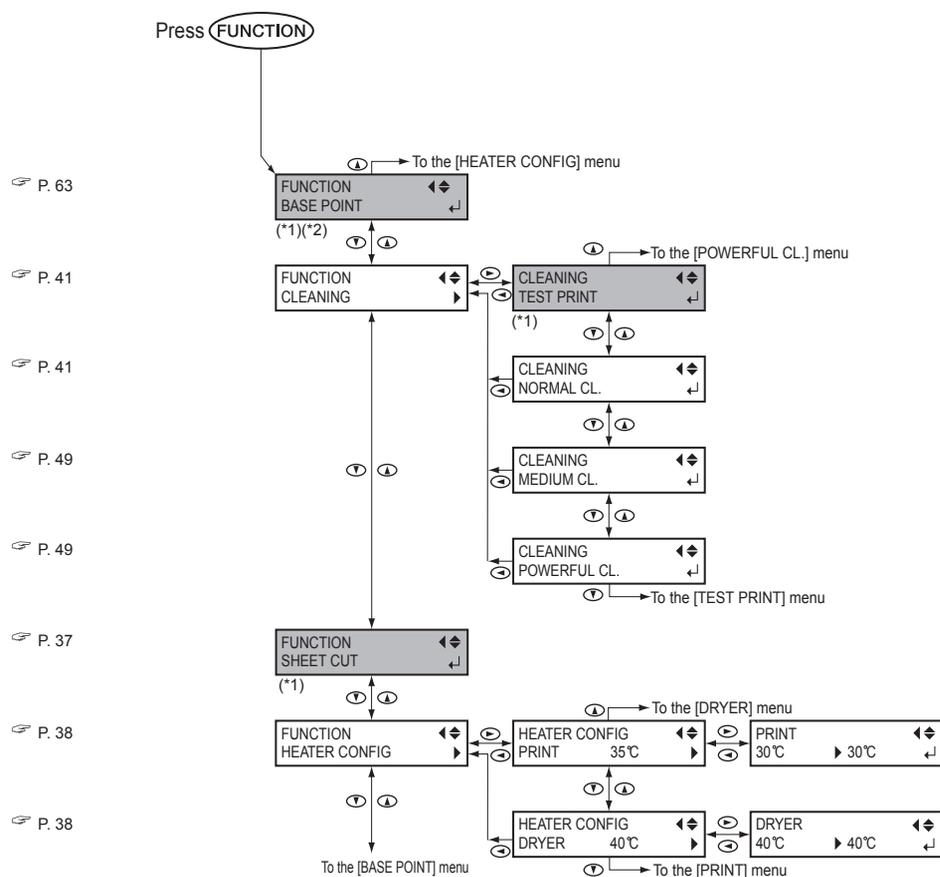 Press FUNCTION
To the [HEATER CONFIG] menu
☞ P. 63
FUNCTION ◀◆
BASE POINT ↵
(*1)(*2)
To the [POWERFUL CL.] menu
☞ P. 41
FUNCTION ◀◆
CLEANING ▶
CLEANING ◀◆
TEST PRINT ↵
(*1)
☞ P. 41
CLEANING ◀◆
NORMAL CL. ↵
☞ P. 49
CLEANING ◀◆
MEDIUM CL. ↵
☞ P. 49
CLEANING ◀◆
POWERFUL CL. ↵
To the [TEST PRINT] menu
☞ P. 37
FUNCTION ◀◆
SHEET CUT ↵
(*1)
To the [DRYER] menu
☞ P. 38
FUNCTION ◀◆
HEATER CONFIG ▶
HEATER CONFIG ◀◆
PRINT 35℃ ▶
PRINT ◀◆
30℃ ▶ 30℃ ↵
☞ P. 38
HEATER CONFIG ◀◆
DRYER 40℃ ▶
DRYER ◀◆
40℃ ▶ 40℃ ↵
To the [BASE POINT] menu
To the [PRINT] menu